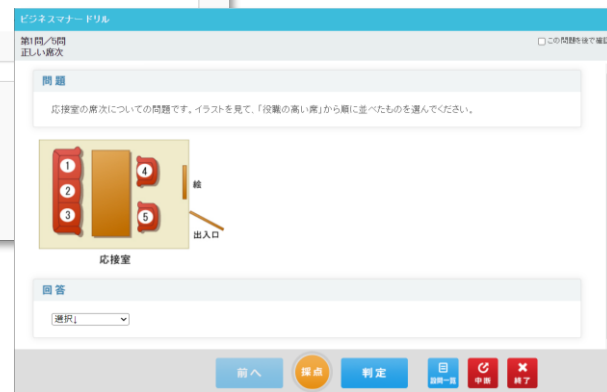 ビジネスマナードリル
第1問/5問
正しい席次
この問題を後で確認
問題
応接室の席次についての問題です。イラストを見て、「役職の高い席」から順に並べたものを選んでください。
1
4
2
絵
3
5
出入口
応接室
回答
選択↓
前へ
採点
判定
設問一覧
中断
終了